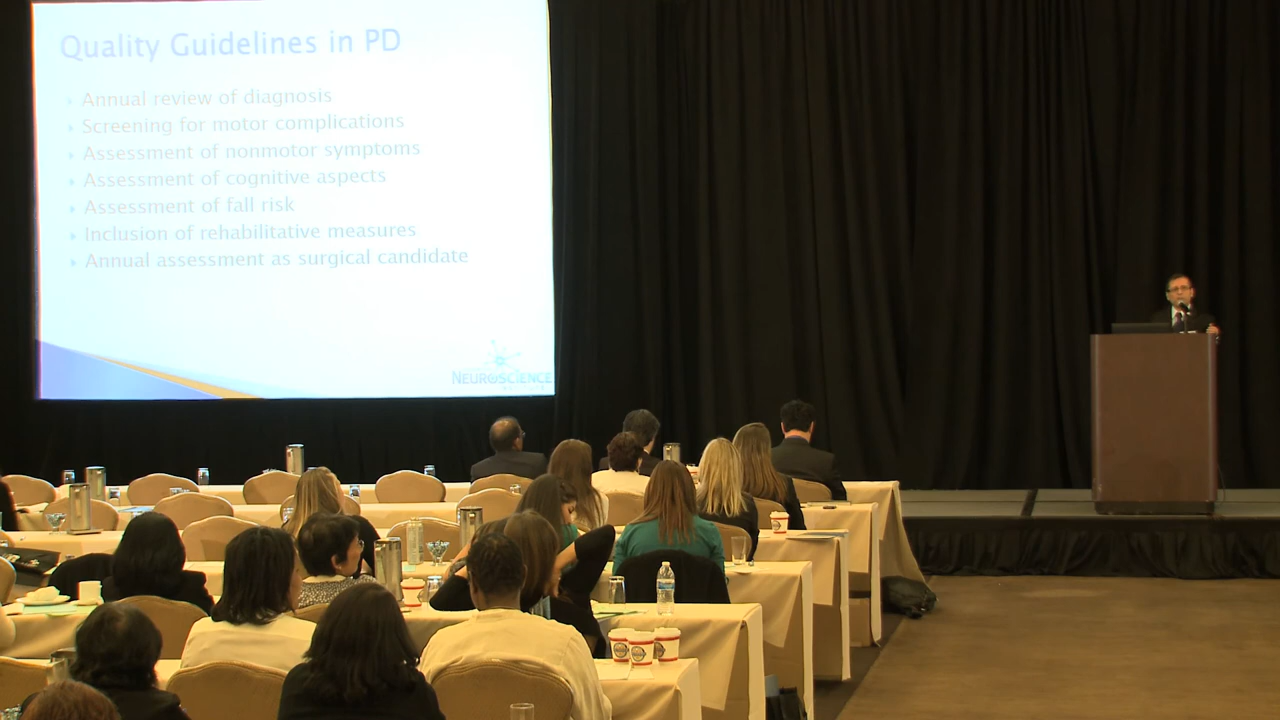 Quality Guidelines in PD
Annual review of diagnosis
Screening for motor complications
Assessment of nonmotor symptoms
Assessment of cognitive aspects
Assessment of fall risk
Inclusion of rehabilitative measures
Annual assessment as surgical candidate
NEUROSCIENCE